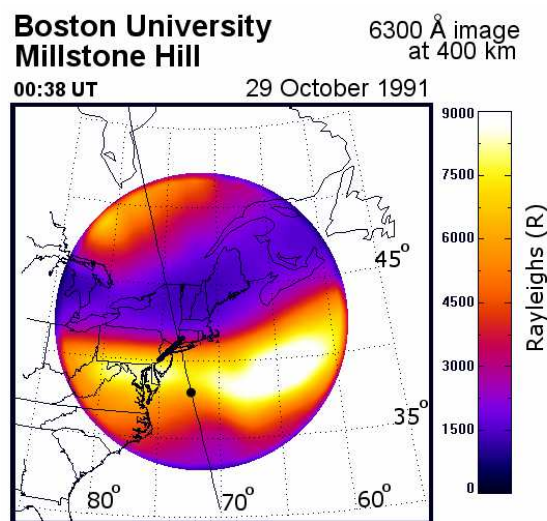 Boston University
Millstone Hill
6300 Å image
at 400 km
00:38 UT
29 October 1991
9000
7500
6000
4500
3000
1500
0
Rayleighs (R)
45°
35°
80°
70°
60°